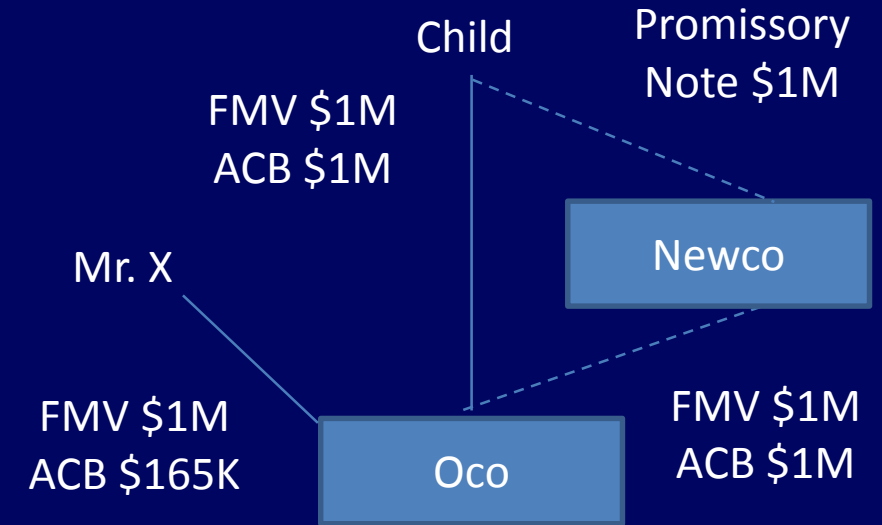 Child
Promissory
Note $1M
FMV $1M
ACB $1M
Mr. X
Newco
FMV $1M
ACB $165K
Oco
FMV $1M
ACB $1M